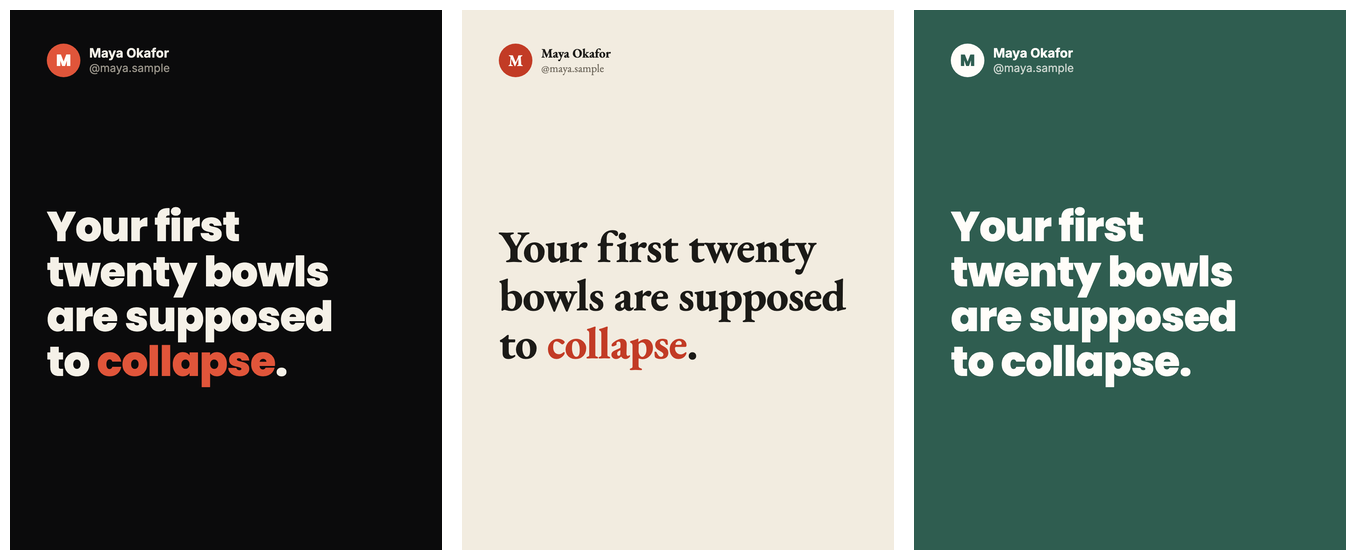 M
Maya Okafor
@maya.sample
Your first
twenty bowls
are supposed
to collapse.
M
Maya Okafor
@maya.sample
Your first twenty
bowls are supposed
to collapse.
M
Maya Okafor
@maya.sample
Your first
twenty bowls
are supposed
to collapse.